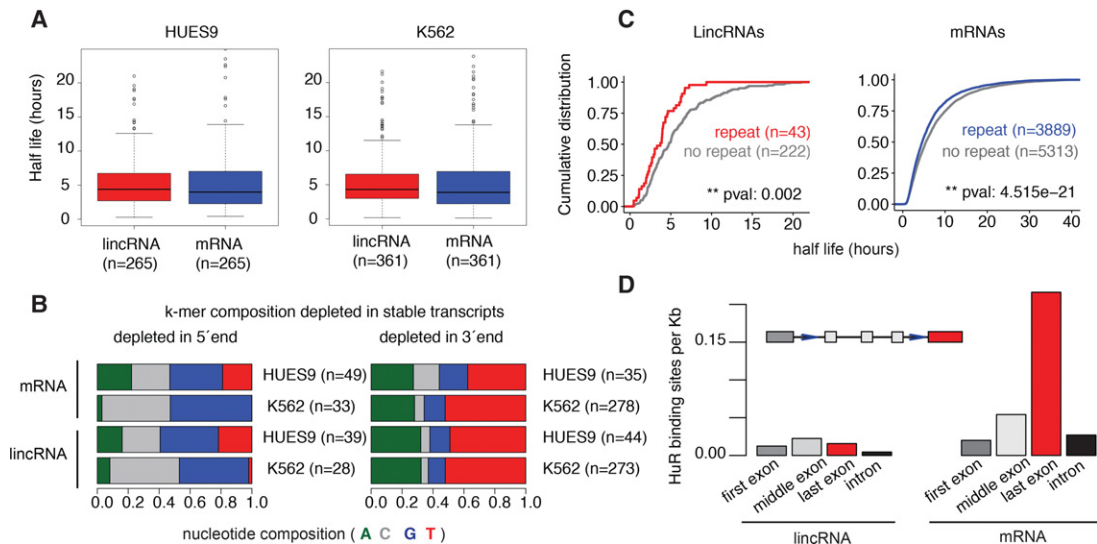 A
HUES9
K562
Half life (hours)
20
15
10
5
0
20
15
10
5
0
lincRNA
(n=265)
mRNA
(n=265)
lincRNA
(n=361)
mRNA
(n=361)
B
k-mer composition depleted in stable transcripts
depleted in 5´end
depleted in 3´end
mRNA
HUES9 (n=49)
HUES9 (n=35)
K562 (n=33)
K562 (n=278)
lincRNA
HUES9 (n=39)
HUES9 (n=44)
K562 (n=28)
K562 (n=273)
0.0 0.2 0.4 0.6 0.8 1.0
0.0 0.2 0.4 0.6 0.8 1.0
nucleotide composition ( A C G T )
C
LincRNAs
mRNAs
Cumulative distribution
1.00
0.75
0.50
0.25
0.00
repeat (n=43)
no repeat (n=222)
** pval: 0.002
0 5 10 15 20
1.00
0.75
0.50
0.25
0.00
repeat (n=3889)
no repeat (n=5313)
** pval: 4.515e−21
0 10 20 30 40
half life (hours)
D
HuR binding sites per Kb
0.15
0.00
first exon
middle exon
last exon
intron
first exon
middle exon
last exon
intron
lincRNA
mRNA